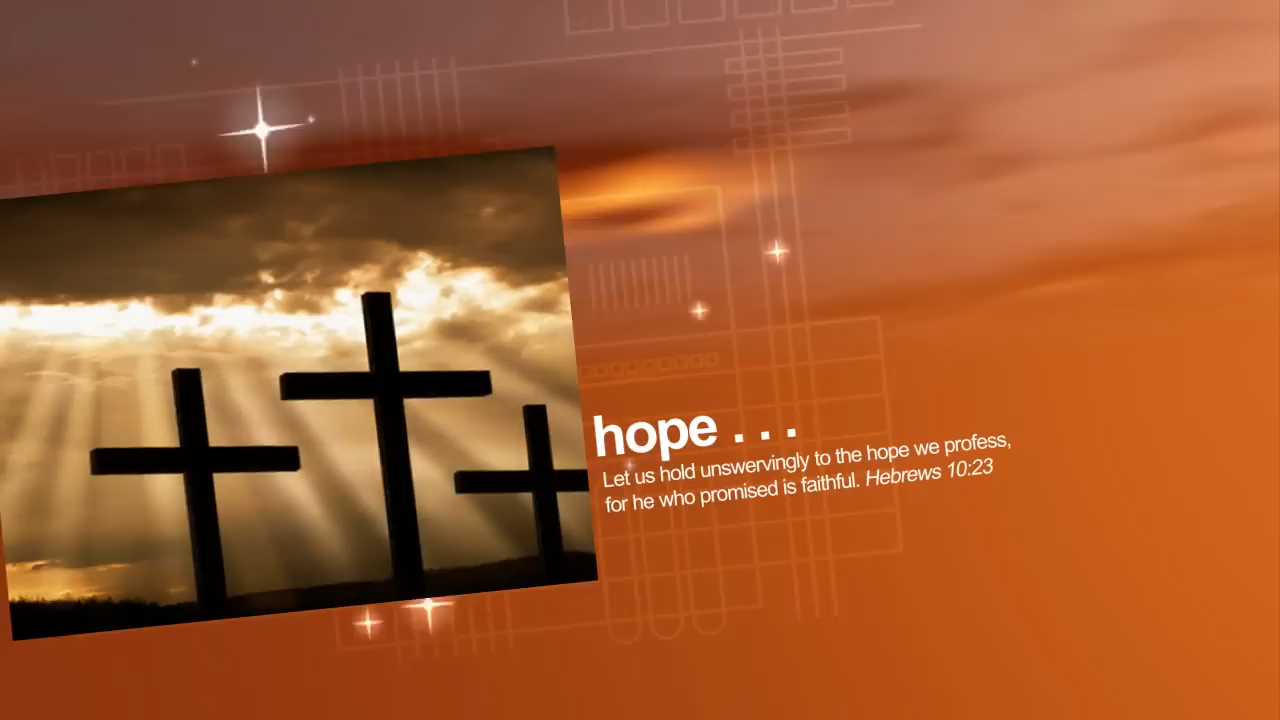 hope . . .
Let us hold unswervingly to the hope we profess,
for he who promised is faithful. Hebrews 10:23